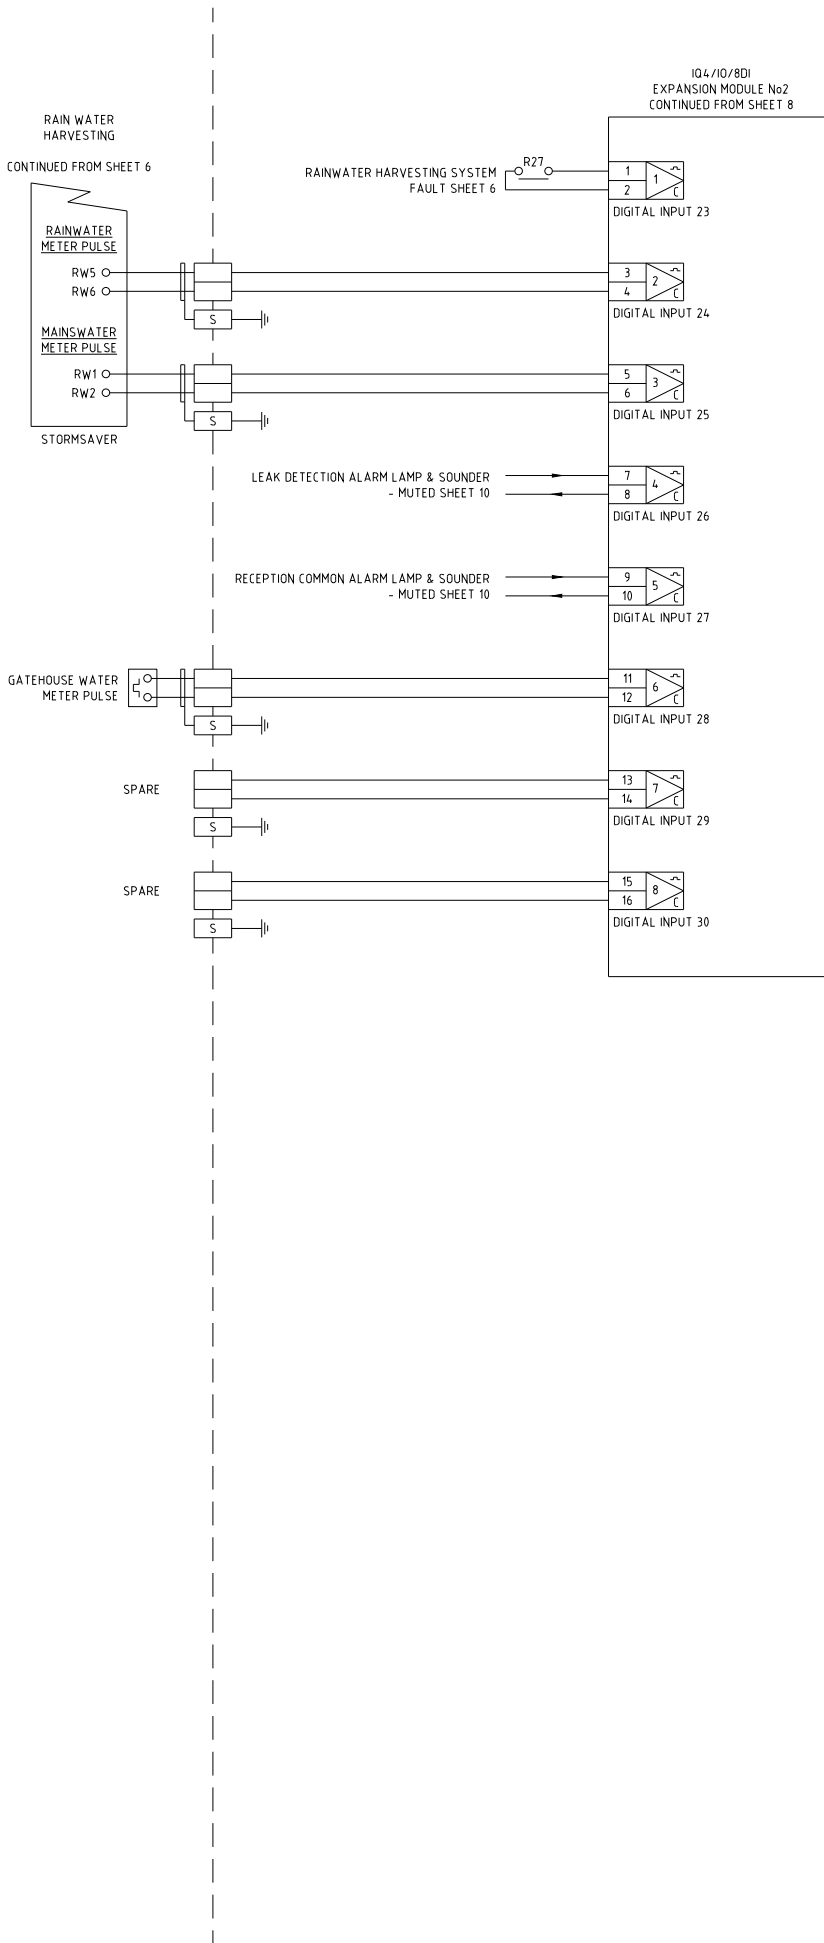 IQ4/IO/8DI
EXPANSION MODULE No2
CONTINUED FROM SHEET 8
RAIN WATER
HARVESTING
CONTINUED FROM SHEET 6
RAINWATER HARVESTING SYSTEM
FAULT SHEET 6
R27
1
2
1
C
DIGITAL INPUT 23
RAINWATER
METER PULSE
RW5
RW6
S
3
4
2
C
DIGITAL INPUT 24
MAINSWATER
METER PULSE
RW1
RW2
S
5
6
3
C
DIGITAL INPUT 25
STORMSAVER
LEAK DETECTION ALARM LAMP & SOUNDER
- MUTED SHEET 10
7
8
4
C
DIGITAL INPUT 26
RECEPTION COMMON ALARM LAMP & SOUNDER
- MUTED SHEET 10
9
10
5
C
DIGITAL INPUT 27
GATEHOUSE WATER
METER PULSE
S
11
12
6
C
DIGITAL INPUT 28
SPARE
S
13
14
7
C
DIGITAL INPUT 29
SPARE
S
15
16
8
C
DIGITAL INPUT 30